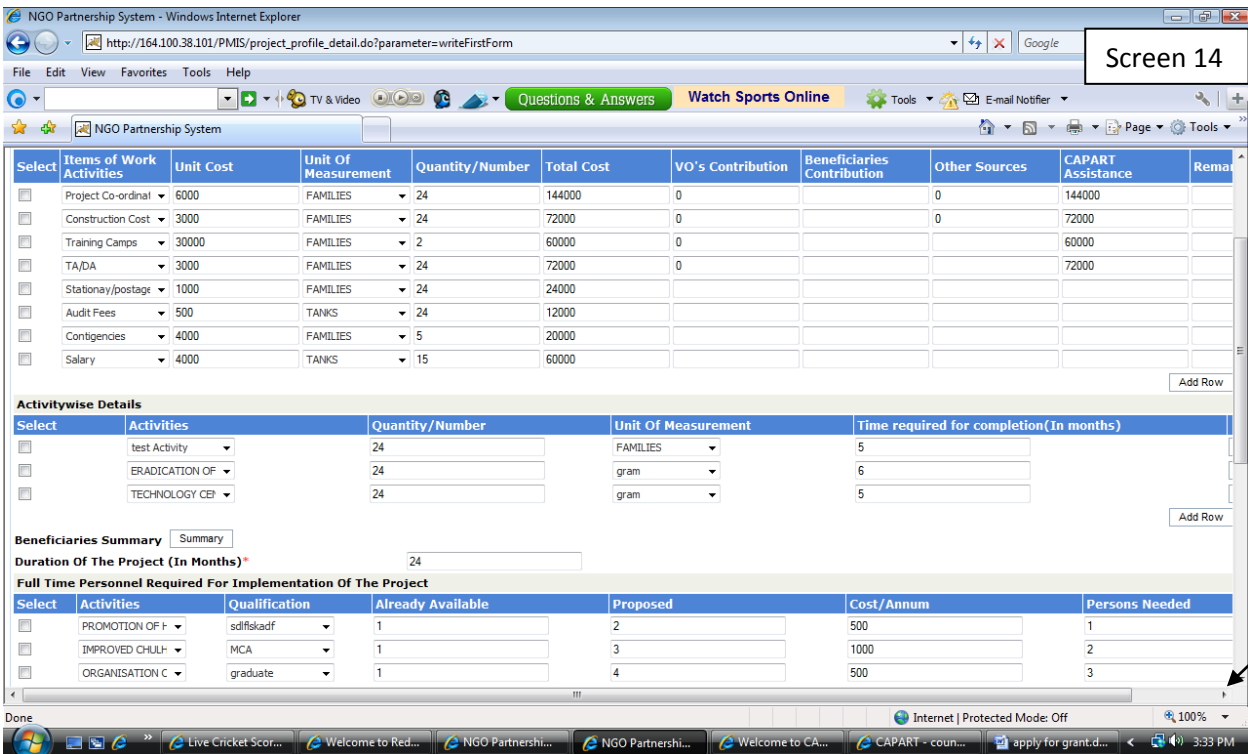 NGO Partnership System - Windows Internet Explorer
http://164.100.38.101/PMIS/project_profile_detail.do?parameter=writeFirstForm
Google
Screen 14
File Edit View Favorites Tools Help
TV & Video Questions & Answers Watch Sports Online Tools E-mail Notifier
NGO Partnership System Page Tools
Select Items of Work Activities Unit Cost Unit Of Measurement Quantity/Number Total Cost VO's Contribution Beneficiaries Contribution Other Sources CAPART Assistance Remar
Project Co-ordinat 6000 FAMILIES 24 144000 0 0 144000
Construction Cost 3000 FAMILIES 24 72000 0 0 72000
Training Camps 30000 FAMILIES 2 60000 0 60000
TA/DA 3000 FAMILIES 24 72000 0 72000
Stationay/postage 1000 FAMILIES 24 24000
Audit Fees 500 TANKS 24 12000
Contigencies 4000 FAMILIES 5 20000
Salary 4000 TANKS 15 60000
Add Row
Activitywise Details
Select Activities Quantity/Number Unit Of Measurement Time required for completion(In months)
test Activity 24 FAMILIES 5
ERADICATION OF 24 gram 6
TECHNOLOGY CEN 24 gram 5
Add Row
Beneficiaries Summary Summary
Duration Of The Project (In Months)* 24
Full Time Personnel Required For Implementation Of The Project
Select Activities Qualification Already Available Proposed Cost/Annum Persons Needed
PROMOTION OF H sdlflskadf 1 2 500 1
IMPROVED CHULH MCA 1 3 1000 2
ORGANISATION C graduate 1 4 500 3
Done Internet | Protected Mode: Off 100%
Live Cricket Scor... Welcome to Red... NGO Partnershi... NGO Partnershi... Welcome to CA... CAPART - coun... apply for grant.d... 3:33 PM